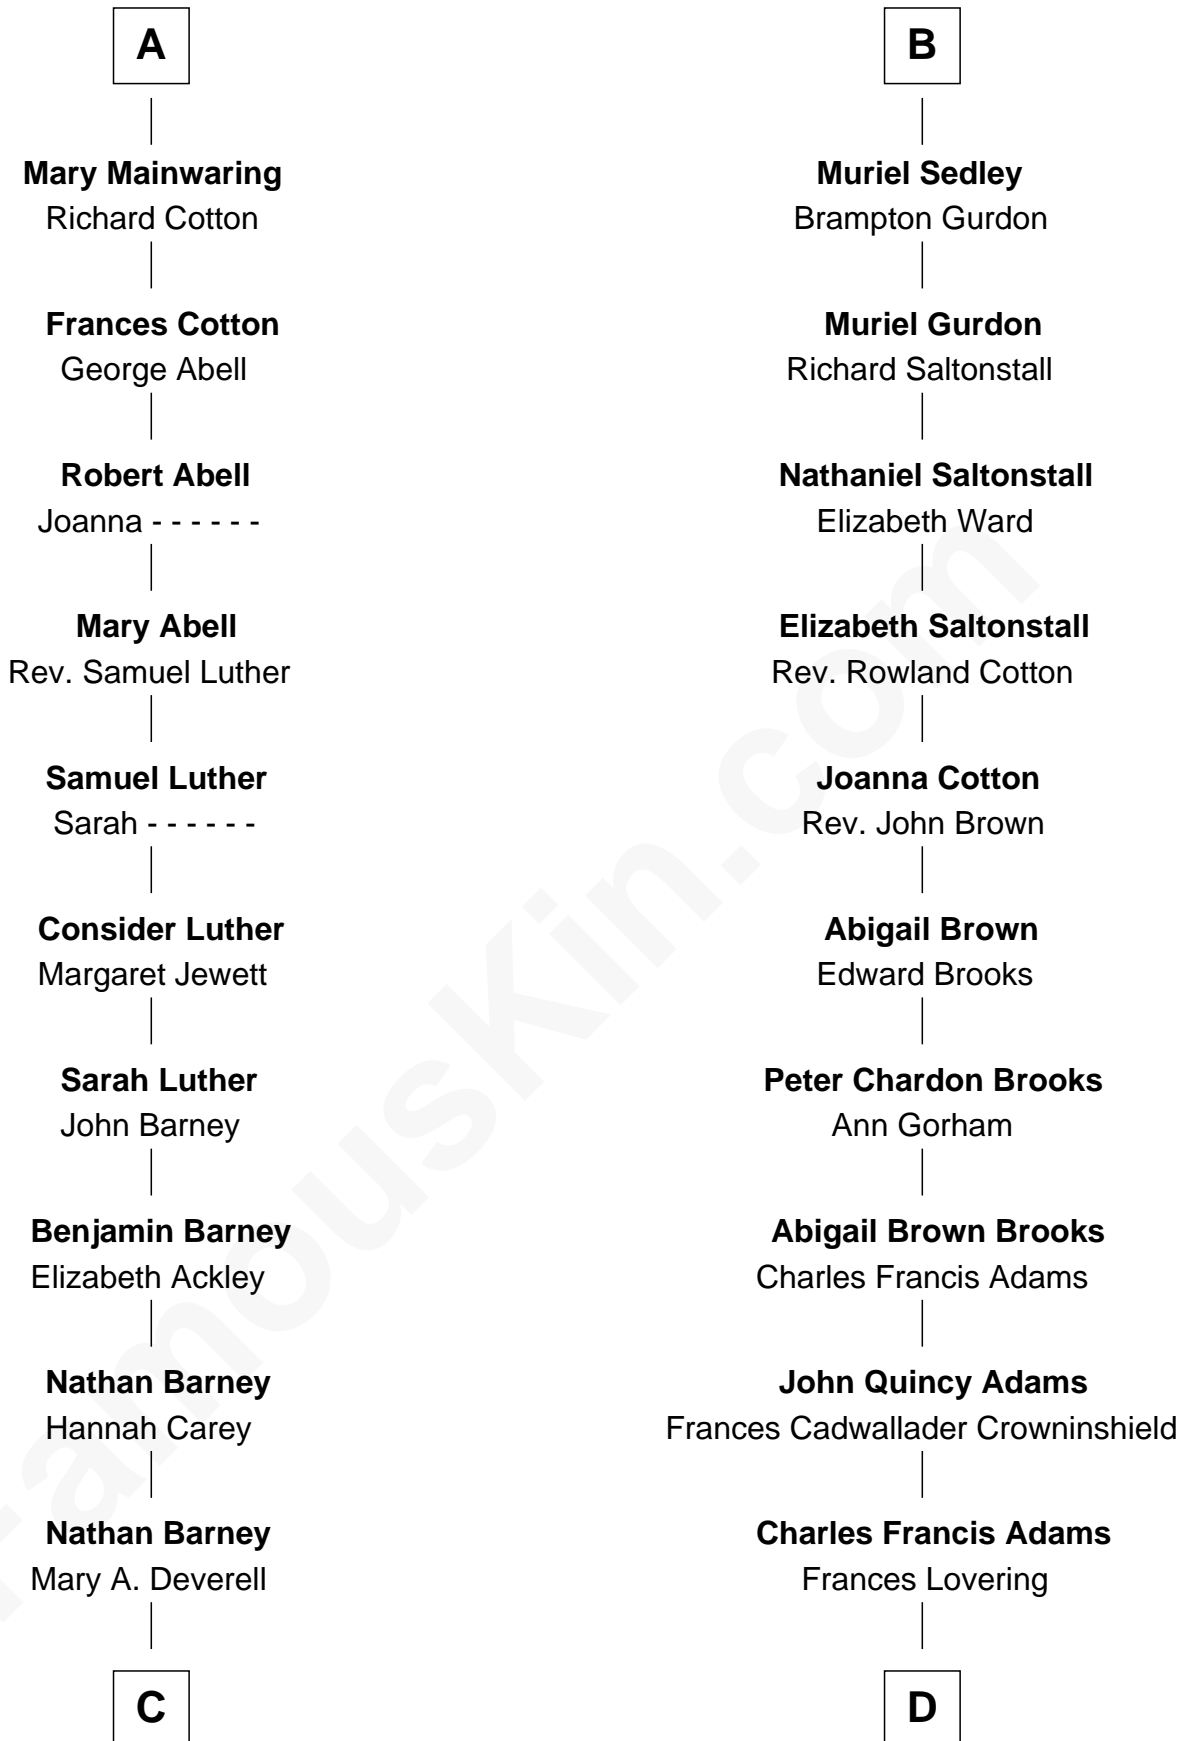 A
Mary Mainwaring
Richard Cotton
Frances Cotton
George Abell
Robert Abell
Joanna - - - - - -
Mary Abell
Rev. Samuel Luther
Samuel Luther
Sarah - - - - - -
Consider Luther
Margaret Jewett
Sarah Luther
John Barney
Benjamin Barney
Elizabeth Ackley
Nathan Barney
Hannah Carey
Nathan Barney
Mary A. Deverell
C
B
Muriel Sedley
Brampton Gurdon
Muriel Gurdon
Richard Saltonstall
Nathaniel Saltonstall
Elizabeth Ward
Elizabeth Saltonstall
Rev. Rowland Cotton
Joanna Cotton
Rev. John Brown
Abigail Brown
Edward Brooks
Peter Chardon Brooks
Ann Gorham
Abigail Brown Brooks
Charles Francis Adams
John Quincy Adams
Frances Cadwallader Crowninshield
Charles Francis Adams
Frances Lovering
D
FamousKin.com